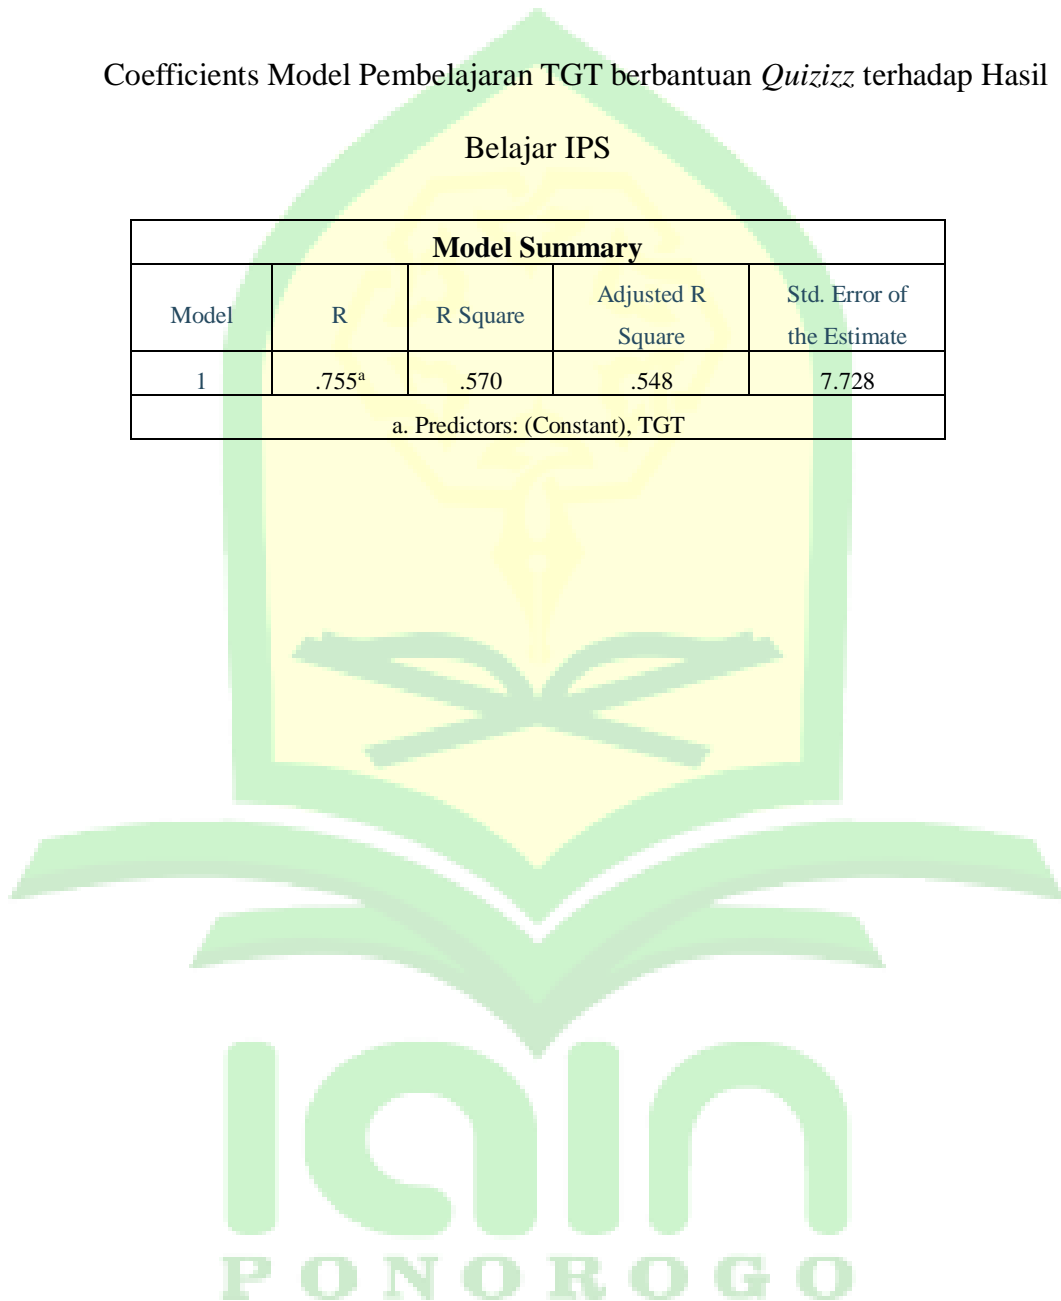 Coefficients Model Pembelajaran TGT berbantuan Quizizz terhadap Hasil
Belajar IPS
Model Summary
Model R R Square Adjusted R Square Std. Error of the Estimate
1 .755ᵃ .570 .548 7.728
a. Predictors: (Constant), TGT
iain
PONOROGO